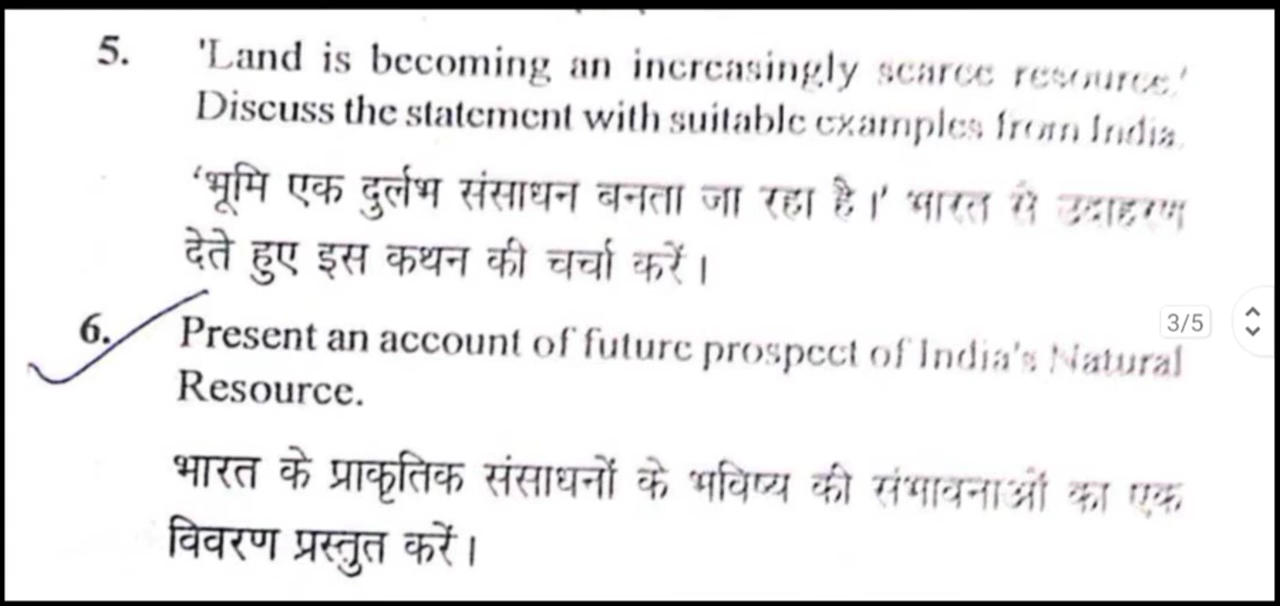 5. 'Land is becoming an increasingly scarce resource.'
Discuss the statement with suitable examples from India.
‘भूमि एक दुर्लभ संसाधन बनता जा रहा है।’ भारत से उदाहरण
देते हुए इस कथन की चर्चा करें।
6. Present an account of future prospect of India's Natural
Resource.
3/5
भारत के प्राकृतिक संसाधनों के भविष्य की संभावनाओं का एक
विवरण प्रस्तुत करें।